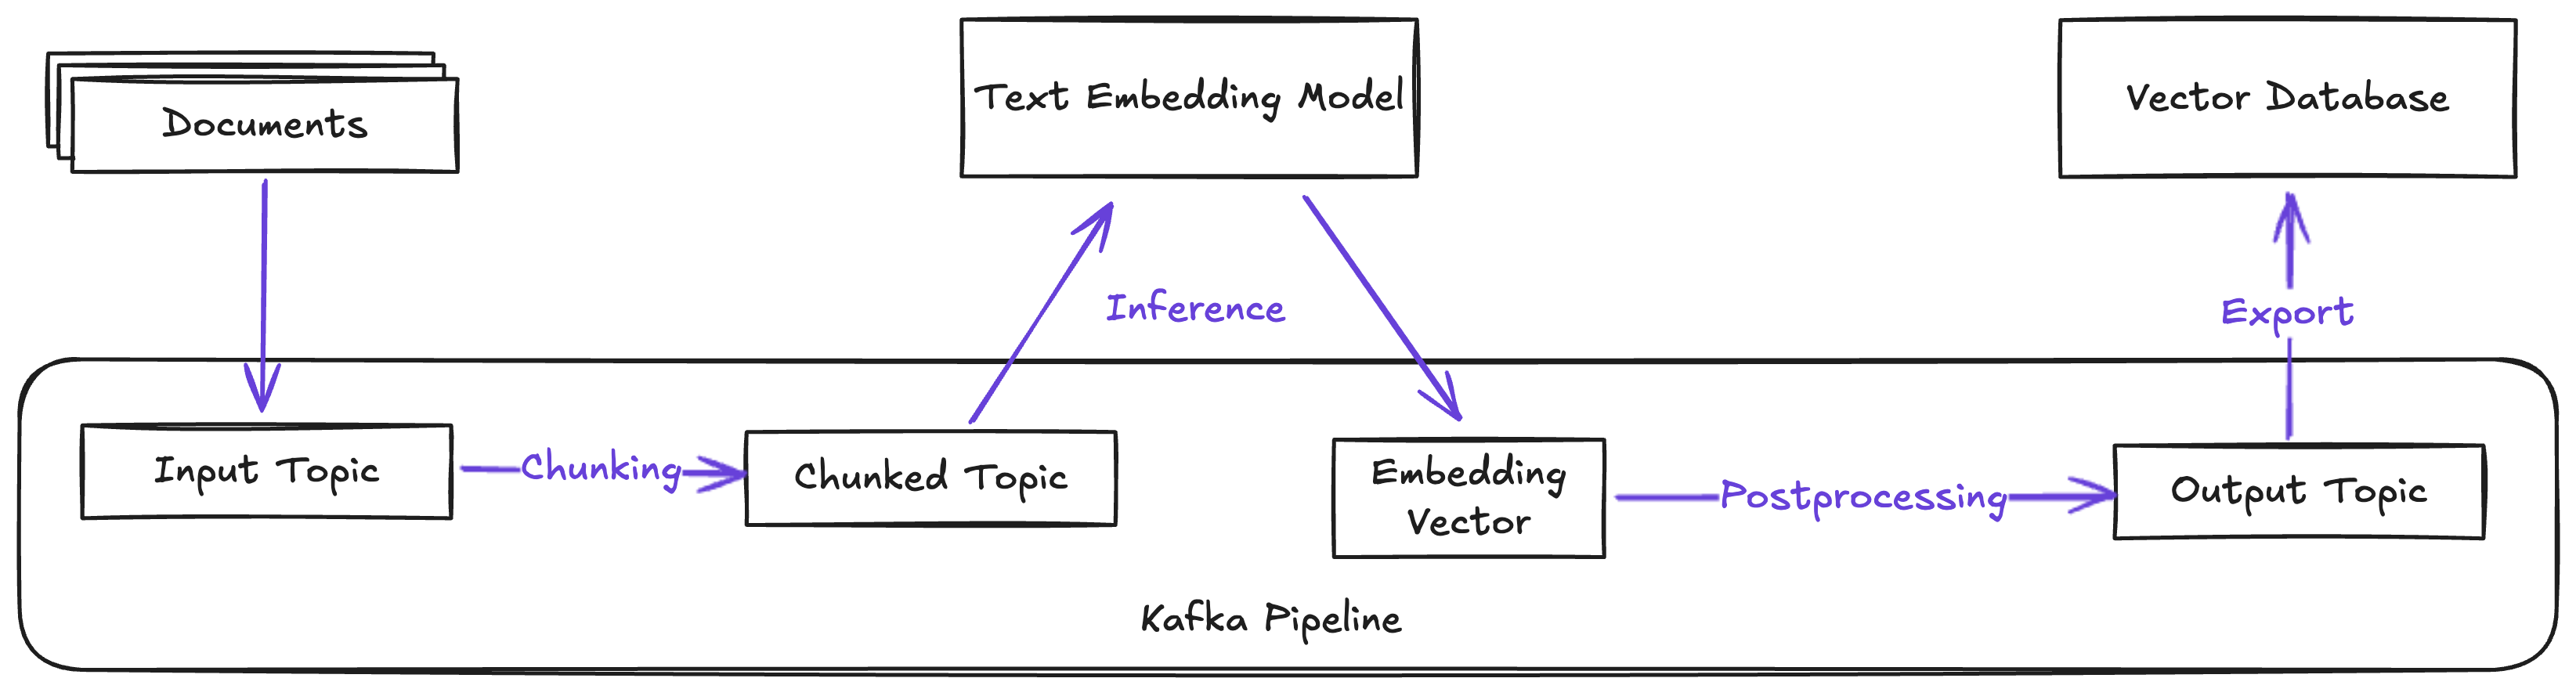 Documents
Text Embedding Model
Vector Database
Inference
Export
Input Topic
Chunking
Chunked Topic
Embedding
Vector
Postprocessing
Output Topic
Kafka Pipeline